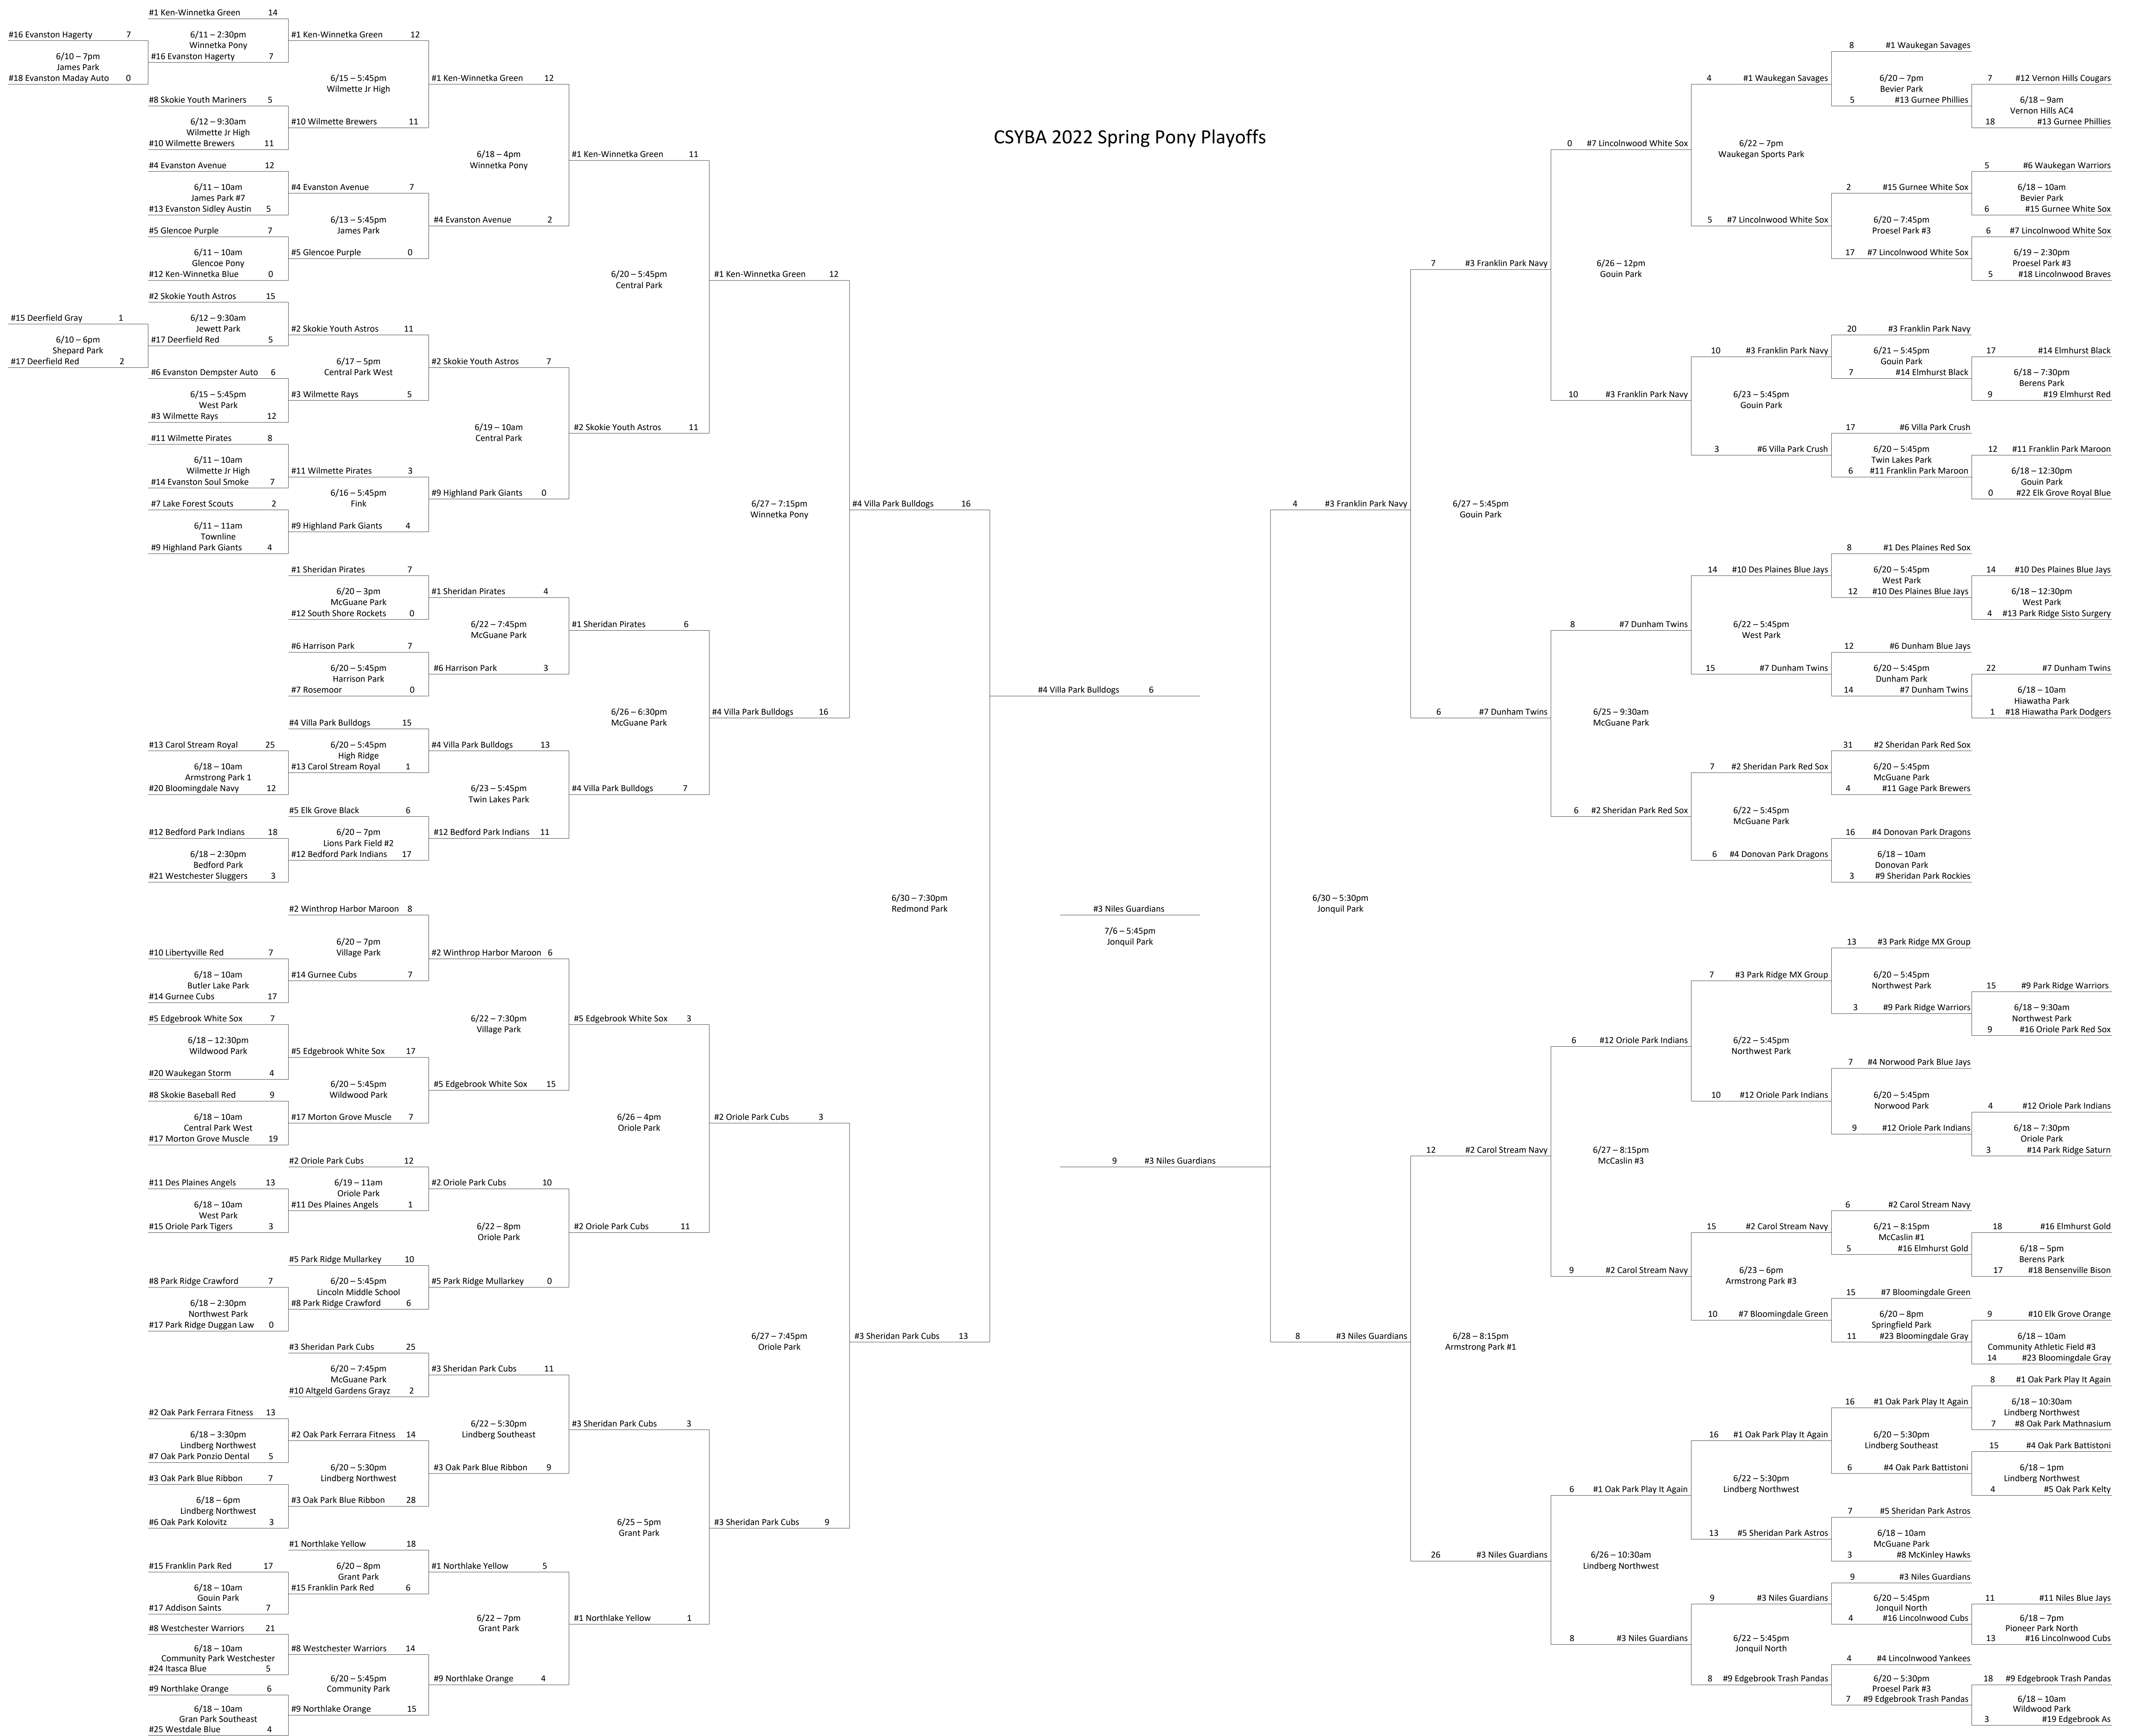 CSYBA 2022 Spring Pony Playoffs
#16 Evanston Hagerty 7
6/10 – 7pm
James Park
#18 Evanston Maday Auto 0
#15 Deerfield Gray 1
6/10 – 6pm
Shepard Park
#17 Deerfield Red 2
#1 Ken-Winnetka Green 14
6/11 – 2:30pm
Winnetka Pony
#16 Evanston Hagerty 7
#8 Skokie Youth Mariners 5
6/12 – 9:30am
Wilmette Jr High
#10 Wilmette Brewers 11
#4 Evanston Avenue 12
6/11 – 10am
James Park #7
#13 Evanston Sidley Austin 5
#5 Glencoe Purple 7
6/11 – 10am
Glencoe Pony
#12 Ken-Winnetka Blue 0
#2 Skokie Youth Astros 15
6/12 – 9:30am
Jewett Park
#17 Deerfield Red 5
#6 Evanston Dempster Auto 6
6/15 – 5:45pm
West Park
#3 Wilmette Rays 12
#11 Wilmette Pirates 8
6/11 – 10am
Wilmette Jr High
#14 Evanston Soul Smoke 7
#7 Lake Forest Scouts 2
6/11 – 11am
Townline
#9 Highland Park Giants 4
#13 Carol Stream Royal 25
6/18 – 10am
Armstrong Park 1
#20 Bloomingdale Navy 12
#12 Bedford Park Indians 18
6/18 – 2:30pm
Bedford Park
#21 Westchester Sluggers 3
#10 Libertyville Red 7
6/18 – 10am
Butler Lake Park
#14 Gurnee Cubs 17
#5 Edgebrook White Sox 7
6/18 – 12:30pm
Wildwood Park
#20 Waukegan Storm 4
#8 Skokie Baseball Red 9
6/18 – 10am
Central Park West
#17 Morton Grove Muscle 19
#11 Des Plaines Angels 13
6/18 – 10am
West Park
#15 Oriole Park Tigers 3
#8 Park Ridge Crawford 7
6/18 – 2:30pm
Northwest Park
#17 Park Ridge Duggan Law 0
#2 Oak Park Ferrara Fitness 13
6/18 – 3:30pm
Lindberg Northwest
#7 Oak Park Ponzio Dental 5
#3 Oak Park Blue Ribbon 7
6/18 – 6pm
Lindberg Northwest
#6 Oak Park Kolovitz 3
#15 Franklin Park Red 17
6/18 – 10am
Gouin Park
#17 Addison Saints 7
#8 Westchester Warriors 21
6/18 – 10am
Community Park Westchester
#24 Itasca Blue 5
#9 Northlake Orange 6
6/18 – 10am
Gran Park Southeast
#25 Westdale Blue 4
#1 Ken-Winnetka Green 12
6/15 – 5:45pm
Wilmette Jr High
#10 Wilmette Brewers 11
#4 Evanston Avenue 7
6/13 – 5:45pm
James Park
#5 Glencoe Purple 0
#2 Skokie Youth Astros 11
6/17 – 5pm
Central Park West
#3 Wilmette Rays 5
#11 Wilmette Pirates 3
6/16 – 5:45pm
Fink
#9 Highland Park Giants 4
#1 Sheridan Pirates 7
6/20 – 3pm
McGuane Park
#12 South Shore Rockets 0
#6 Harrison Park 7
6/20 – 5:45pm
Harrison Park
#7 Rosemoor 0
#4 Villa Park Bulldogs 15
6/20 – 5:45pm
High Ridge
#13 Carol Stream Royal 1
#5 Elk Grove Black 6
6/20 – 7pm
Lions Park Field #2
#12 Bedford Park Indians 17
#2 Winthrop Harbor Maroon 8
6/20 – 7pm
Village Park
#14 Gurnee Cubs 7
#5 Edgebrook White Sox 17
6/20 – 5:45pm
Wildwood Park
#17 Morton Grove Muscle 7
#2 Oriole Park Cubs 12
6/19 – 11am
Oriole Park
#11 Des Plaines Angels 1
#5 Park Ridge Mullarkey 10
6/20 – 5:45pm
Lincoln Middle School
#8 Park Ridge Crawford 6
#3 Sheridan Park Cubs 25
6/20 – 7:45pm
McGuane Park
#10 Altgeld Gardens Grayz 2
#2 Oak Park Ferrara Fitness 14
6/20 – 5:30pm
Lindberg Northwest
#3 Oak Park Blue Ribbon 28
#1 Northlake Yellow 18
6/20 – 8pm
Grant Park
#15 Franklin Park Red 6
#8 Westchester Warriors 14
6/20 – 5:45pm
Community Park
#9 Northlake Orange 15
#1 Ken-Winnetka Green 12
6/18 – 4pm
Winnetka Pony
#4 Evanston Avenue 2
#2 Skokie Youth Astros 7
6/19 – 10am
Central Park
#9 Highland Park Giants 0
#1 Sheridan Pirates 4
6/22 – 7:45pm
McGuane Park
#6 Harrison Park 3
#4 Villa Park Bulldogs 13
6/23 – 5:45pm
Twin Lakes Park
#12 Bedford Park Indians 11
#2 Winthrop Harbor Maroon 6
6/22 – 7:30pm
Village Park
#5 Edgebrook White Sox 15
#2 Oriole Park Cubs 10
6/22 – 8pm
Oriole Park
#5 Park Ridge Mullarkey 0
#3 Sheridan Park Cubs 11
6/22 – 5:30pm
Lindberg Southeast
#3 Oak Park Blue Ribbon 9
#1 Northlake Yellow 5
6/22 – 7pm
Grant Park
#9 Northlake Orange 4
#1 Ken-Winnetka Green 11
6/20 – 5:45pm
Central Park
#2 Skokie Youth Astros 11
#1 Sheridan Pirates 6
6/26 – 6:30pm
McGuane Park
#4 Villa Park Bulldogs 7
#5 Edgebrook White Sox 3
6/26 – 4pm
Oriole Park
#2 Oriole Park Cubs 11
#3 Sheridan Park Cubs 3
6/25 – 5pm
Grant Park
#1 Northlake Yellow 1
#1 Ken-Winnetka Green 12
6/27 – 7:15pm
Winnetka Pony
#4 Villa Park Bulldogs 16
#2 Oriole Park Cubs 3
6/27 – 7:45pm
Oriole Park
#3 Sheridan Park Cubs 9
#4 Villa Park Bulldogs 16
6/30 – 7:30pm
Redmond Park
#3 Sheridan Park Cubs 13
#4 Villa Park Bulldogs 6
#3 Niles Guardians
7/6 – 5:45pm
Jonquil Park
9 #3 Niles Guardians
4 #3 Franklin Park Navy
6/30 – 5:30pm
Jonquil Park
8 #3 Niles Guardians
7 #3 Franklin Park Navy
6/27 – 5:45pm
Gouin Park
6 #7 Dunham Twins
12 #2 Carol Stream Navy
6/28 – 8:15pm
Armstrong Park #1
26 #3 Niles Guardians
0 #7 Lincolnwood White Sox
6/26 – 12pm
Gouin Park
10 #3 Franklin Park Navy
8 #7 Dunham Twins
6/25 – 9:30am
McGuane Park
6 #2 Sheridan Park Red Sox
6 #12 Oriole Park Indians
6/27 – 8:15pm
McCaslin #3
9 #2 Carol Stream Navy
6 #1 Oak Park Play It Again
6/26 – 10:30am
Lindberg Northwest
8 #3 Niles Guardians
4 #1 Waukegan Savages
6/22 – 7pm
Waukegan Sports Park
5 #7 Lincolnwood White Sox
10 #3 Franklin Park Navy
6/23 – 5:45pm
Gouin Park
3 #6 Villa Park Crush
14 #10 Des Plaines Blue Jays
6/22 – 5:45pm
West Park
15 #7 Dunham Twins
7 #2 Sheridan Park Red Sox
6/22 – 5:45pm
McGuane Park
6 #4 Donovan Park Dragons
7 #3 Park Ridge MX Group
6/22 – 5:45pm
Northwest Park
10 #12 Oriole Park Indians
15 #2 Carol Stream Navy
6/23 – 6pm
Armstrong Park #3
10 #7 Bloomingdale Green
16 #1 Oak Park Play It Again
6/22 – 5:30pm
Lindberg Northwest
13 #5 Sheridan Park Astros
9 #3 Niles Guardians
6/22 – 5:45pm
Jonquil North
8 #9 Edgebrook Trash Pandas
8 #1 Waukegan Savages
6/20 – 7pm
Bevier Park
5 #13 Gurnee Phillies
2 #15 Gurnee White Sox
6/20 – 7:45pm
Proesel Park #3
17 #7 Lincolnwood White Sox
20 #3 Franklin Park Navy
6/21 – 5:45pm
Gouin Park
7 #14 Elmhurst Black
17 #6 Villa Park Crush
6/20 – 5:45pm
Twin Lakes Park
6 #11 Franklin Park Maroon
8 #1 Des Plaines Red Sox
6/20 – 5:45pm
West Park
12 #10 Des Plaines Blue Jays
12 #6 Dunham Blue Jays
6/20 – 5:45pm
Dunham Park
14 #7 Dunham Twins
31 #2 Sheridan Park Red Sox
6/20 – 5:45pm
McGuane Park
4 #11 Gage Park Brewers
16 #4 Donovan Park Dragons
6/18 – 10am
Donovan Park
3 #9 Sheridan Park Rockies
13 #3 Park Ridge MX Group
6/20 – 5:45pm
Northwest Park
3 #9 Park Ridge Warriors
7 #4 Norwood Park Blue Jays
6/20 – 5:45pm
Norwood Park
9 #12 Oriole Park Indians
6 #2 Carol Stream Navy
6/21 – 8:15pm
McCaslin #1
5 #16 Elmhurst Gold
15 #7 Bloomingdale Green
6/20 – 8pm
Springfield Park
11 #23 Bloomingdale Gray
16 #1 Oak Park Play It Again
6/20 – 5:30pm
Lindberg Southeast
6 #4 Oak Park Battistoni
7 #5 Sheridan Park Astros
6/18 – 10am
McGuane Park
3 #8 McKinley Hawks
9 #3 Niles Guardians
6/20 – 5:45pm
Jonquil North
4 #16 Lincolnwood Cubs
4 #4 Lincolnwood Yankees
6/20 – 5:30pm
Proesel Park #3
7 #9 Edgebrook Trash Pandas
7 #12 Vernon Hills Cougars
6/18 – 9am
Vernon Hills AC4
18 #13 Gurnee Phillies
5 #6 Waukegan Warriors
6/18 – 10am
Bevier Park
6 #15 Gurnee White Sox
6 #7 Lincolnwood White Sox
6/19 – 2:30pm
Proesel Park #3
5 #18 Lincolnwood Braves
17 #14 Elmhurst Black
6/18 – 7:30pm
Berens Park
9 #19 Elmhurst Red
12 #11 Franklin Park Maroon
6/18 – 12:30pm
Gouin Park
0 #22 Elk Grove Royal Blue
14 #10 Des Plaines Blue Jays
6/18 – 12:30pm
West Park
4 #13 Park Ridge Sisto Surgery
22 #7 Dunham Twins
6/18 – 10am
Hiawatha Park
1 #18 Hiawatha Park Dodgers
15 #9 Park Ridge Warriors
6/18 – 9:30am
Northwest Park
9 #16 Oriole Park Red Sox
4 #12 Oriole Park Indians
6/18 – 7:30pm
Oriole Park
3 #14 Park Ridge Saturn
18 #16 Elmhurst Gold
6/18 – 5pm
Berens Park
17 #18 Bensenville Bison
9 #10 Elk Grove Orange
6/18 – 10am
Community Athletic Field #3
14 #23 Bloomingdale Gray
8 #1 Oak Park Play It Again
6/18 – 10:30am
Lindberg Northwest
7 #8 Oak Park Mathnasium
15 #4 Oak Park Battistoni
6/18 – 1pm
Lindberg Northwest
4 #5 Oak Park Kelty
11 #11 Niles Blue Jays
6/18 – 7pm
Pioneer Park North
13 #16 Lincolnwood Cubs
18 #9 Edgebrook Trash Pandas
6/18 – 10am
Wildwood Park
3 #19 Edgebrook As